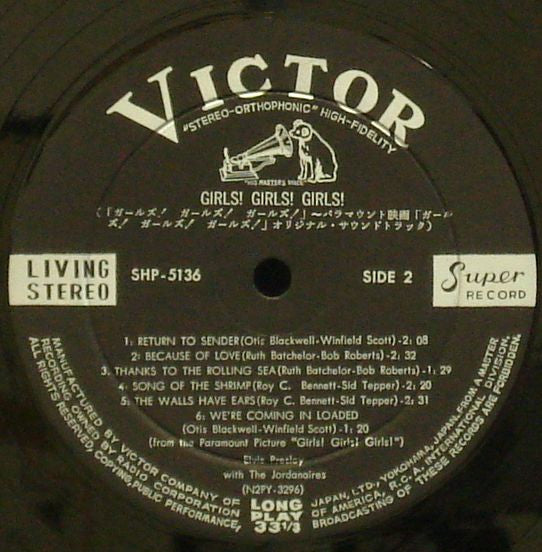 VICTOR
"STEREO-ORTHOPHONIC" HIGH-FIDELITY
"HIS MASTER'S VOICE"
GIRLS! GIRLS! GIRLS!
(「ガールズ! ガールズ! ガールズ!」～パラマウント映画「ガール
ズ! ガールズ! ガールズ!」オリジナル・サウンドトラック)
LIVING
STEREO
SHP-5136
SIDE 2
Super
RECORD
1: RETURN TO SENDER(Otis Blackwell-Winfield Scott)-2: 08
2: BECAUSE OF LOVE(Ruth Batchelor-Bob Roberts)-2: 32
3: THANKS TO THE ROLLING SEA(Ruth Batchelor-Bob Roberts)-1: 29
4: SONG OF THE SHRIMP(Roy C. Bennett-Sid Tepper)-2: 20
5: THE WALLS HAVE EARS(Roy C. Bennett-Sid Tepper)-2: 31
6: WE'RE COMING IN LOADED
(Otis Blackwell-Winfield Scott)-1: 20
(from the Paramount Picture "Girls! Girls! Girls!")
Elvis Presley
with The Jordanaires
(N2PY-3296)
LONG
PLAY
33 1/3
MANUFACTURED BY VICTOR COMPANY OF JAPAN, LTD., YOKOHAMA, JAPAN, FROM A MASTER
RECORDING OWNED BY RADIO CORPORATION OF AMERICA, R.C.A. INTERNATIONAL DIVISION.
ALL RIGHTS RESERVED, COPYING, PUBLIC PERFORMANCE, BROADCASTING OF THESE RECORDS ARE FORBIDDEN.